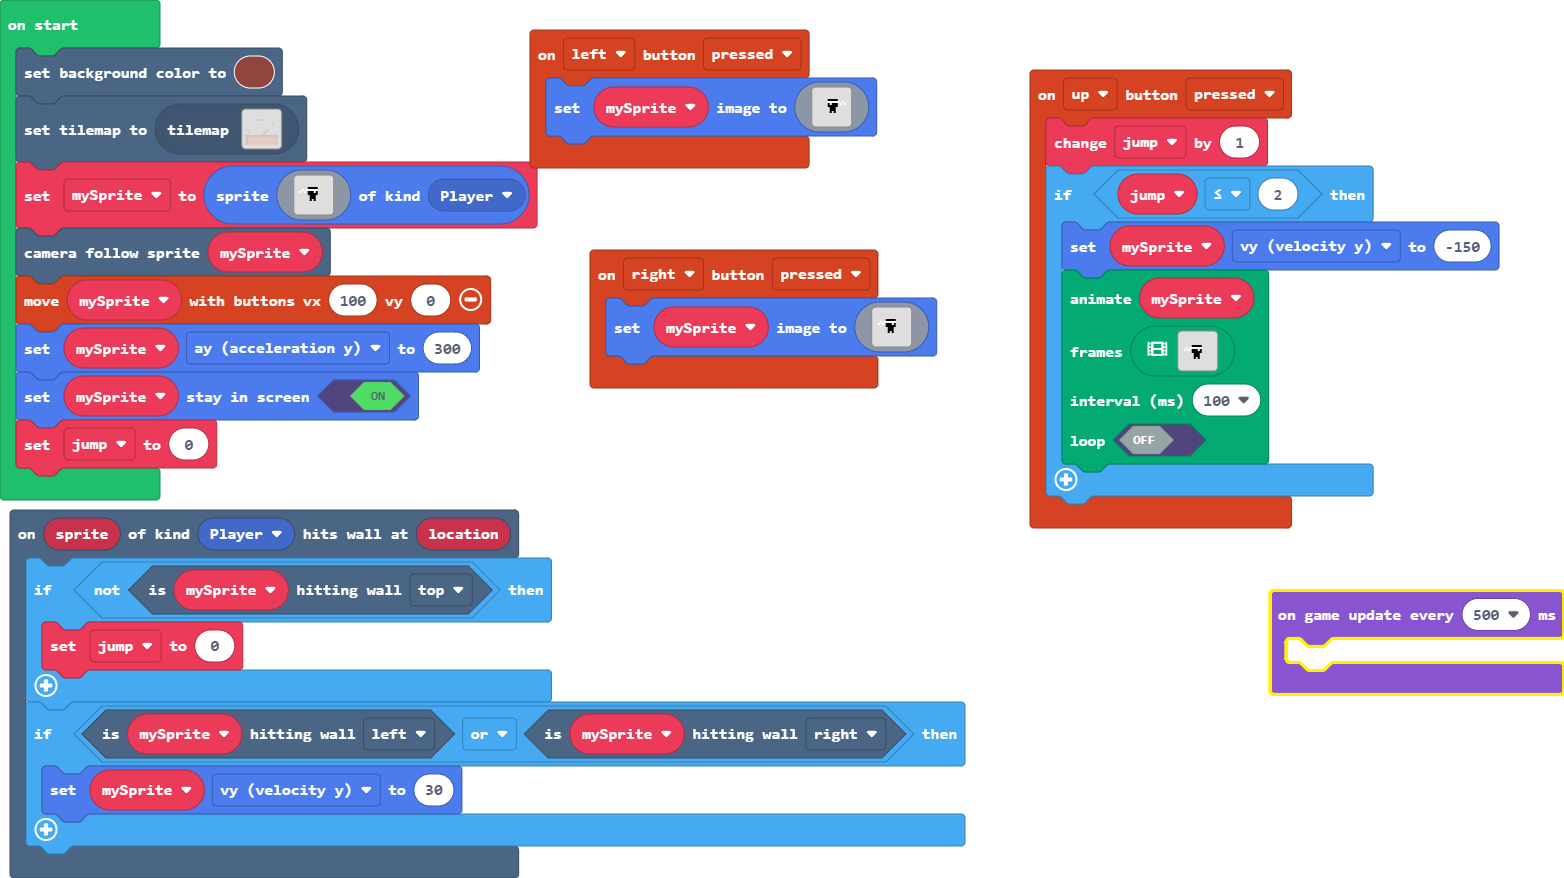 on start
set background color to
set tilemap to tilemap
set mySprite to sprite of kind Player
camera follow sprite mySprite
move mySprite with buttons vx 100 vy 0
set mySprite ay (acceleration y) to 300
set mySprite stay in screen ON
set jump to 0
on left button pressed
set mySprite image to
on right button pressed
set mySprite image to
on up button pressed
change jump by 1
if jump ≤ 2 then
set mySprite vy (velocity y) to -150
animate mySprite
frames
interval (ms) 100
loop OFF
on sprite of kind Player hits wall at location
if not is mySprite hitting wall top then
set jump to 0
if is mySprite hitting wall left or is mySprite hitting wall right then
set mySprite vy (velocity y) to 30
on game update every 500 ms